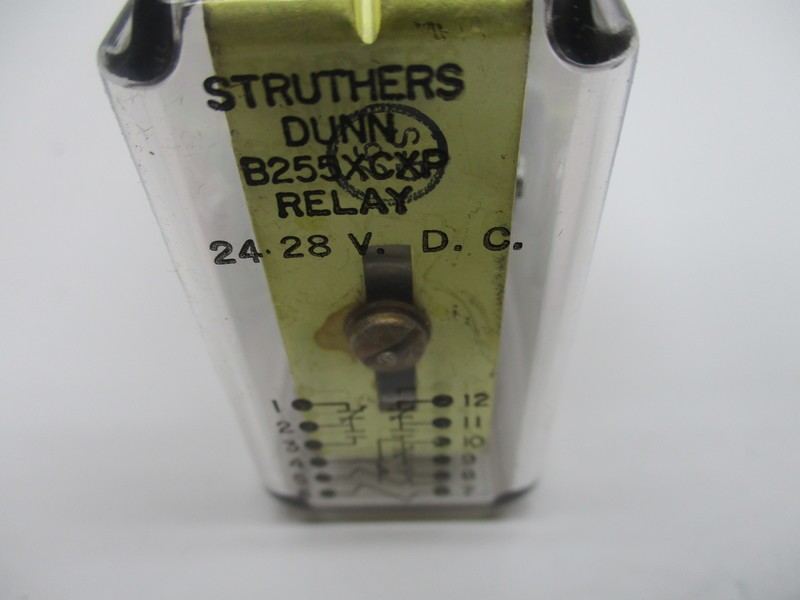 STRUTHERS
DUNN
B255XCXP
RELAY
24-28 V. D. C.
1 12
2 11
3 10